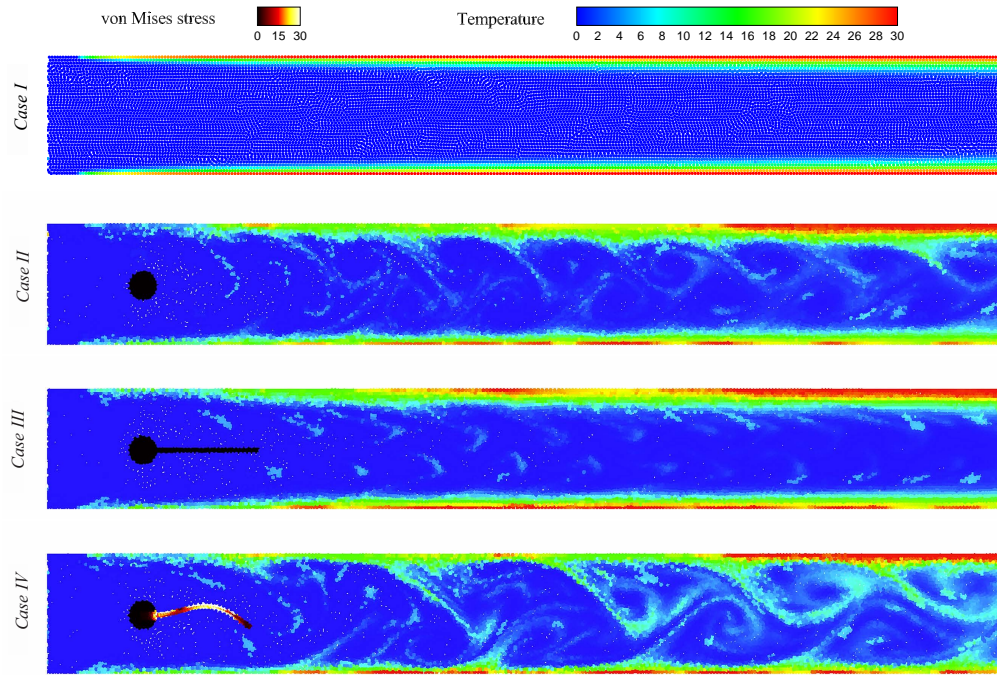 von Mises stress
0 15 30
Temperature
0 2 4 6 8 10 12 14 16 18 20 22 24 26 28 30
Case I
Case II
Case III
Case IV